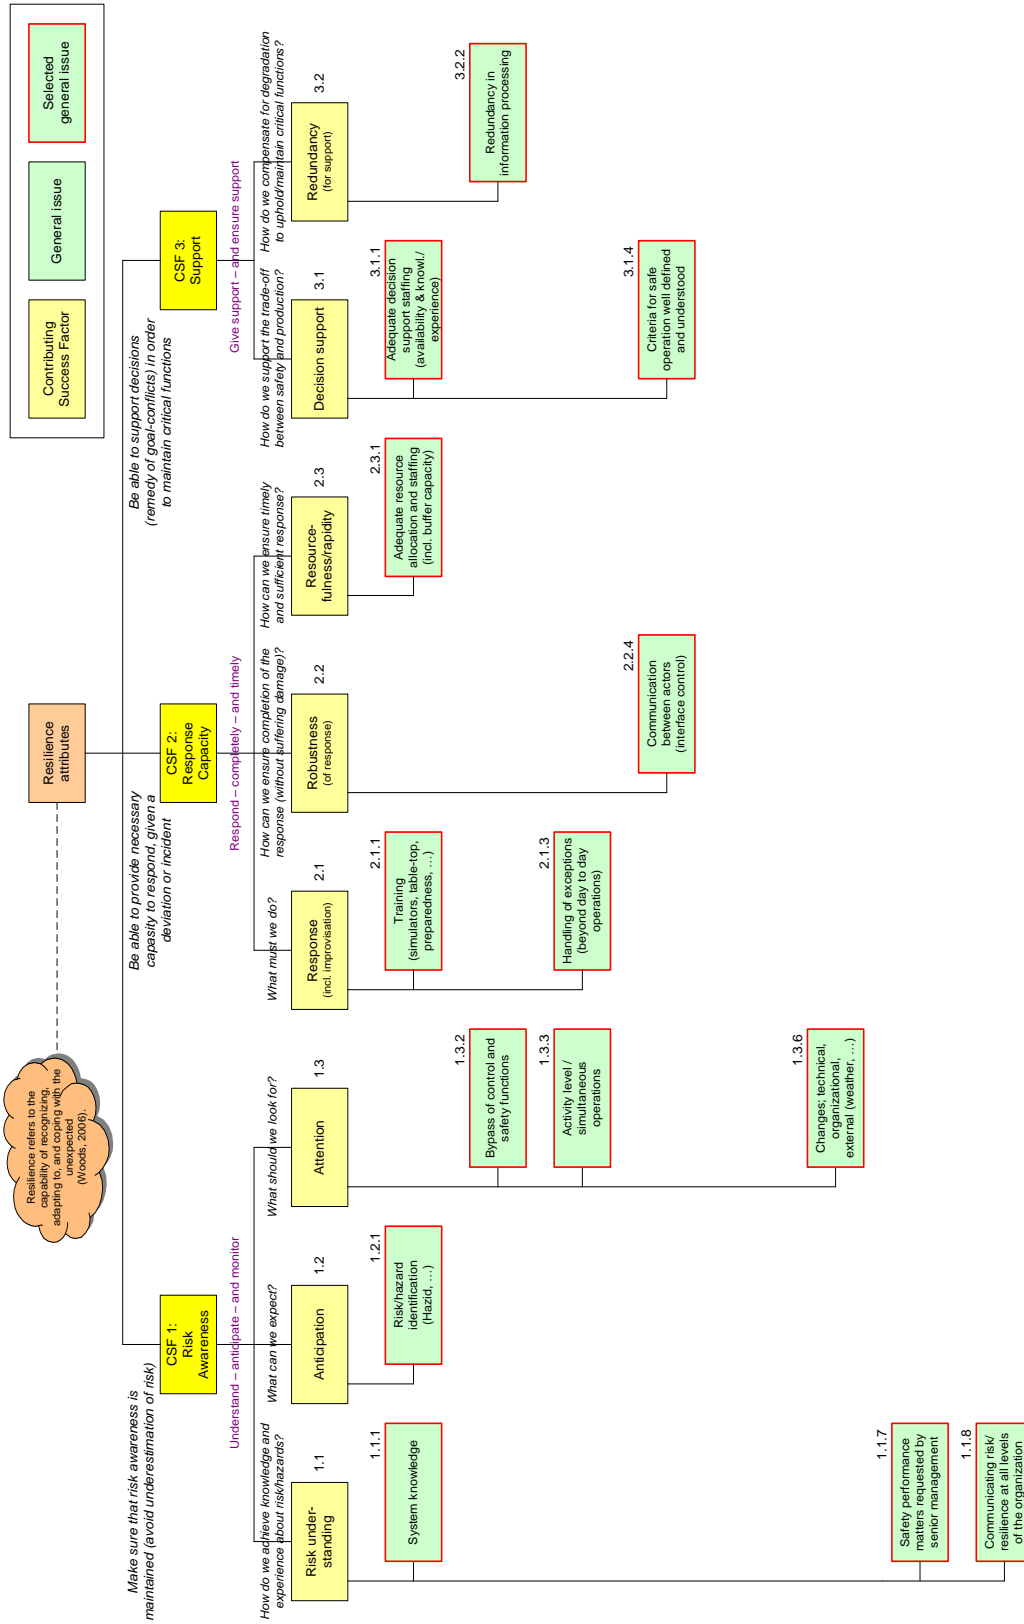 Resilience refers to the
capability of recognizing,
adapting to, and coping with the
unexpected
(Woods, 2006).
Resilience
attributes
Contributing
Success Factor
General issue
Selected
general issue
Make sure that risk awareness is
maintained (avoid underestimation of risk)
CSF 1:
Risk
Awareness
Understand – anticipate – and monitor
How do we achieve knowledge and
experience about risk/hazards?
1.1
Risk under-
standing
1.1.1
System knowledge
1.1.7
Safety performance
matters requested by
senior management
1.1.8
Communicating risk/
resilience at all levels
of the organization
What can we expect?
1.2
Anticipation
1.2.1
Risk/hazard
identification
(Hazid, …)
What should we look for?
1.3
Attention
1.3.2
Bypass of control and
safety functions
1.3.3
Activity level /
simultaneous
operations
1.3.6
Changes; technical,
organizational,
external (weather, …)
Be able to provide necessary
capacity to respond, given a
deviation or incident
CSF 2:
Response
Capacity
Respond – completely – and timely
What must we do?
2.1
Response
(incl. improvisation)
2.1.1
Training
(simulators, table-top,
preparedness, …)
2.1.3
Handling of exceptions
(beyond day to day
operations)
How can we ensure completion of the
response (without suffering damage)?
2.2
Robustness
(of response)
2.2.4
Communication
between actors
(interface control)
How can we ensure timely
and sufficient response?
2.3
Resource-
fulness/rapidity
2.3.1
Adequate resource
allocation and staffing
(incl. buffer capacity)
Be able to support decisions
(remedy of goal-conflicts) in order
to maintain critical functions
CSF 3:
Support
Give support – and ensure support
How do we support the trade-off
between safety and production?
3.1
Decision support
3.1.1
Adequate decision
support staffing
(availability & knowl./
experience)
3.1.4
Criteria for safe
operation well defined
and understood
How do we compensate for degradation
to uphold/maintain critical functions?
3.2
Redundancy
(for support)
3.2.2
Redundancy in
information processing